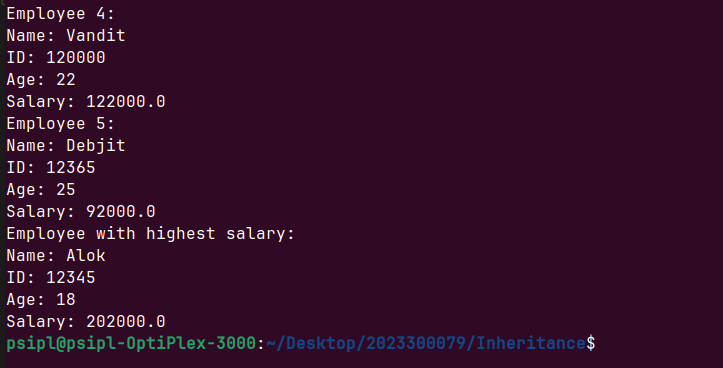 Employee 4:
Name: Vandit
ID: 120000
Age: 22
Salary: 122000.0
Employee 5:
Name: Debjit
ID: 12365
Age: 25
Salary: 92000.0
Employee with highest salary:
Name: Alok
ID: 12345
Age: 18
Salary: 202000.0
psipl@psipl-OptiPlex-3000:~/Desktop/2023300079/Inheritance$